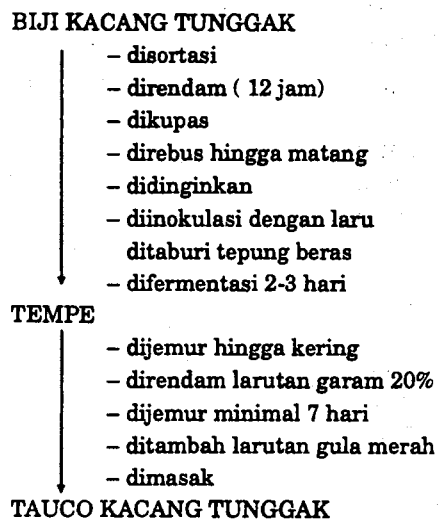 BIJI KACANG TUNGGAK
– disortasi
– direndam ( 12 jam)
– dikupas
– direbus hingga matang
– didinginkan
– diinokulasi dengan laru
ditaburi tepung beras
– difermentasi 2-3 hari
TEMPE
– dijemur hingga kering
– direndam larutan garam 20%
– dijemur minimal 7 hari
– ditambah larutan gula merah
– dimasak
TAUCO KACANG TUNGGAK